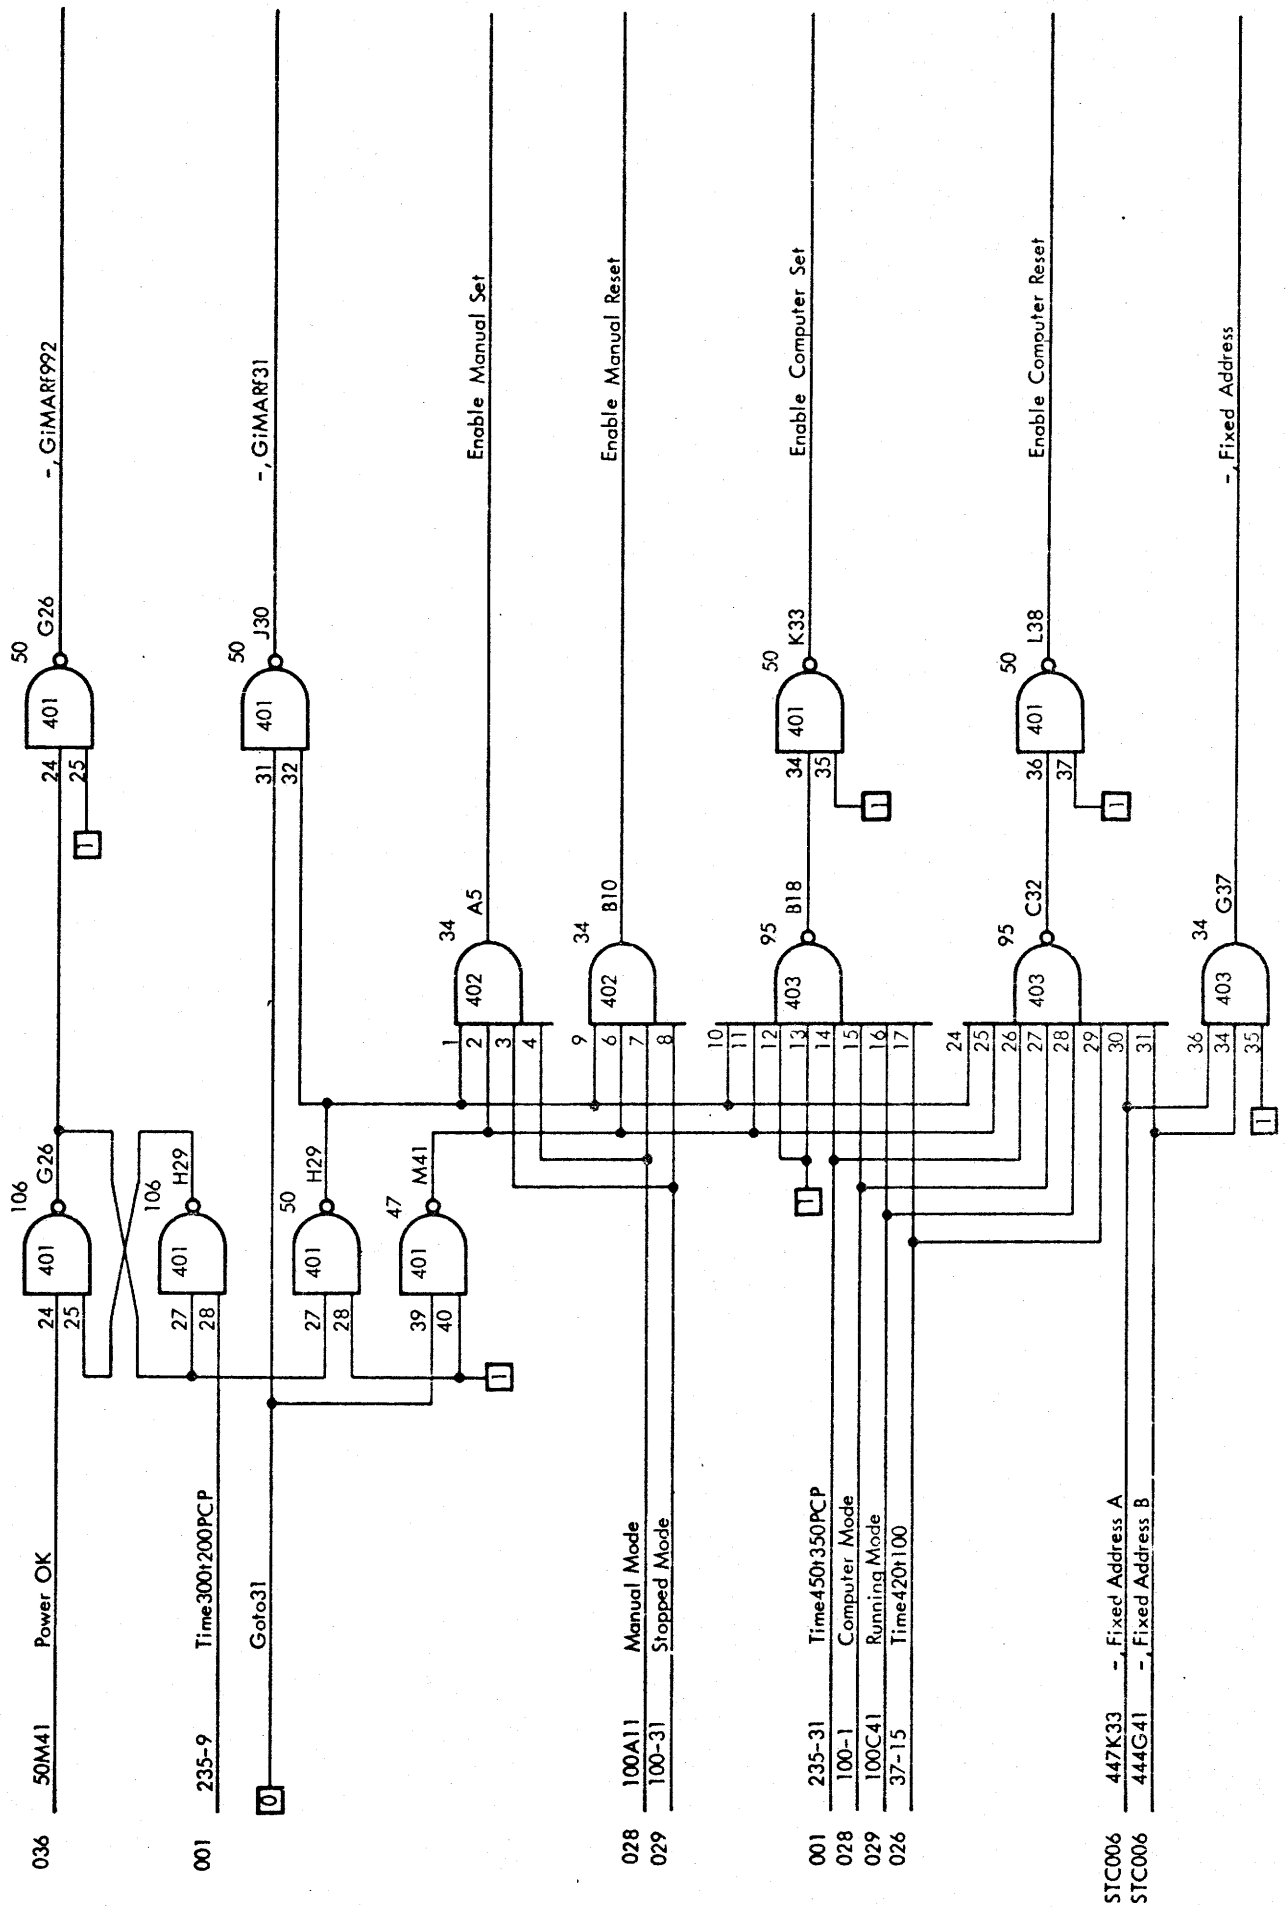 036 50M41 Power OK 24 25 401 106 G26 24 25 1 401 50 G26 -,GiMARf992
001 235-9 Time300t200PCP 27 28 401 106 H29
0 Goto31 31 32 401 50 J30 -,GiMARf31
27 28 401 50 H29
39 40 1 401 47 M41
1 2 3 4 402 34 A5 Enable Manual Set
028 100A11 Manual Mode
029 100-31 Stopped Mode
9 6 7 8 402 34 B10 Enable Manual Reset
001 235-31 Time450t350PCP
028 100-1 Computer Mode
029 100C41 Running Mode
026 37-15 Time420t100
1 10 11 12 13 14 15 16 17 403 95 B18 34 35 1 401 50 K33 Enable Computer Set
24 25 26 27 28 29 30 31 403 95 C32 36 37 1 401 50 L38 Enable Computer Reset
STC006 447K33 -,Fixed Address A
STC006 444G41 -,Fixed Address B
36 34 35 1 403 34 G37 -,Fixed Address